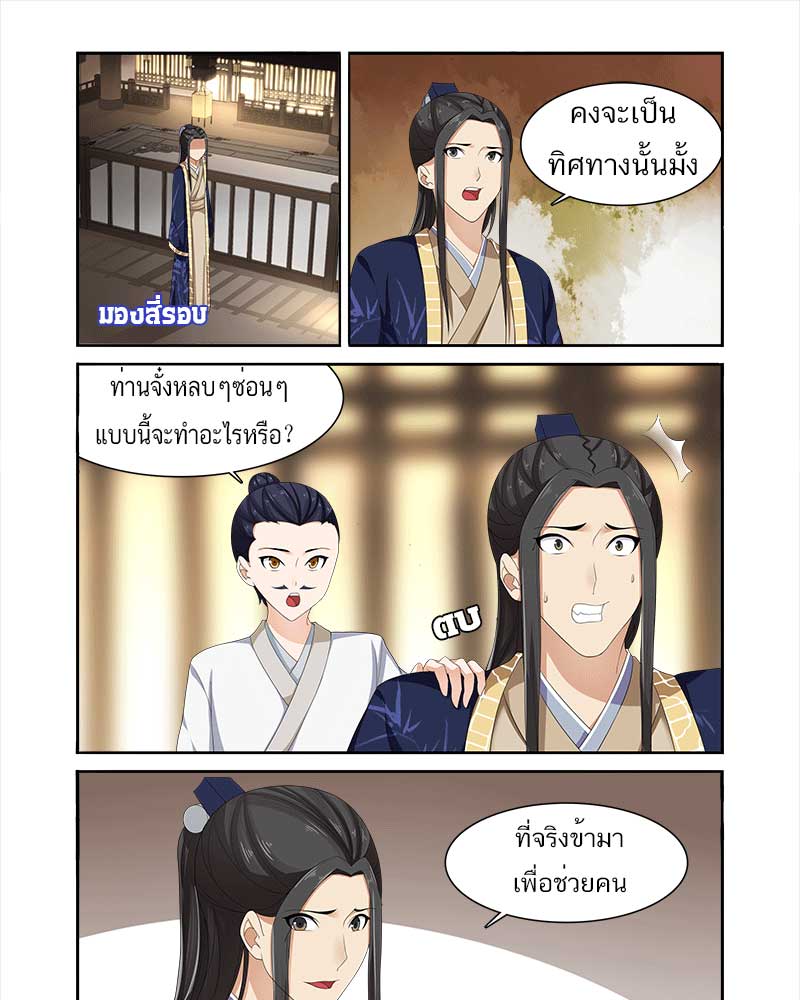 มองสี่รอบ
คงจะเป็น
ทิศทางนั้นมั้ง
ท่านจั๋งหลบๆซ่อนๆ
แบบนี้จะทำอะไรหรือ?
ตบ
ที่จริงข้ามา
เพื่อช่วยคน